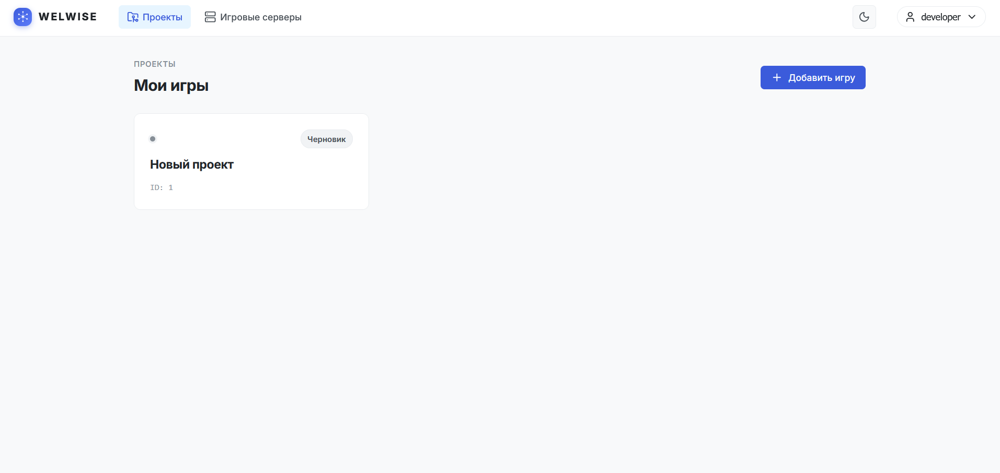 WELWISE
Проекты
Игровые серверы
developer
ПРОЕКТЫ
Мои игры
Добавить игру
Черновик
Новый проект
ID: 1